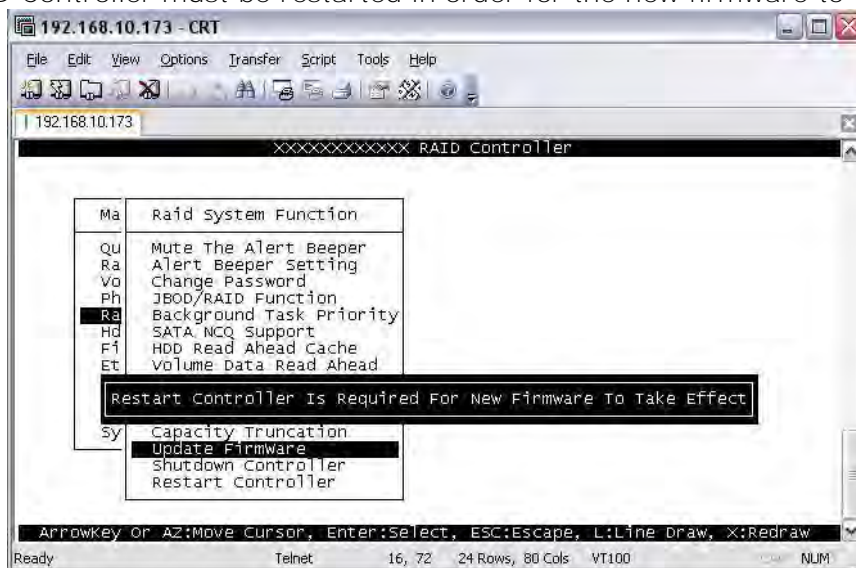 controller must be restarted in order for the new firmware to
192.168.10.173 - CRT
File Edit View Options Transfer Script Tools Help
192.168.10.173
XXXXXXXXXXXX RAID Controller
Ma Raid System Function
Qu Mute The Alert Beeper
Ra Alert Beeper Setting
Vo Change Password
Ph JBOD/RAID Function
Ra Background Task Priority
Hd SATA NCQ Support
Fi HDD Read Ahead Cache
Et Volume Data Read Ahead
Restart Controller Is Required For New Firmware To Take Effect
Sy Capacity Truncation
Update Firmware
Shutdown Controller
Restart Controller
ArrowKey Or AZ:Move Cursor, Enter:Select, ESC:Escape, L:Line Draw, X:Redraw
Ready Telnet 16, 72 24 Rows, 80 Cols VT100 NUM